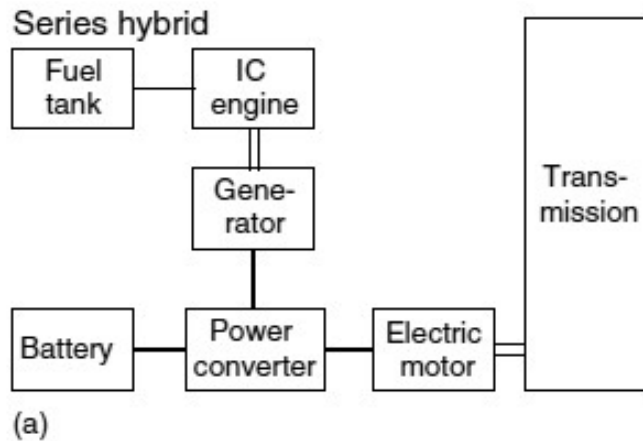 Series hybrid
Fuel
tank
IC
engine
Gene-
rator
Trans-
mission
Battery
Power
converter
Electric
motor
(a)